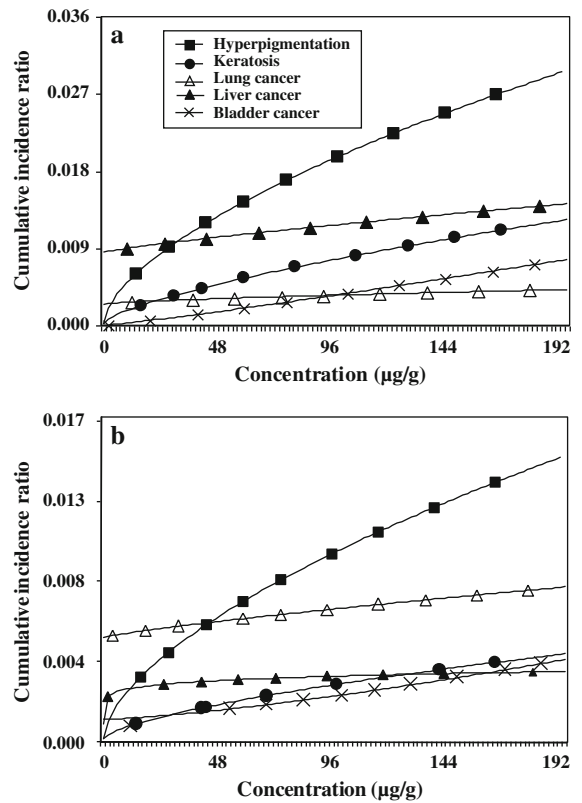 a
Hyperpigmentation
Keratosis
Lung cancer
Liver cancer
Bladder cancer
Cumulative incidence ratio
0.036
0.027
0.018
0.009
0.000
0 48 96 144 192
Concentration (µg/g)
b
Cumulative incidence ratio
0.017
0.013
0.008
0.004
0.000
0 48 96 144 192
Concentration (µg/g)